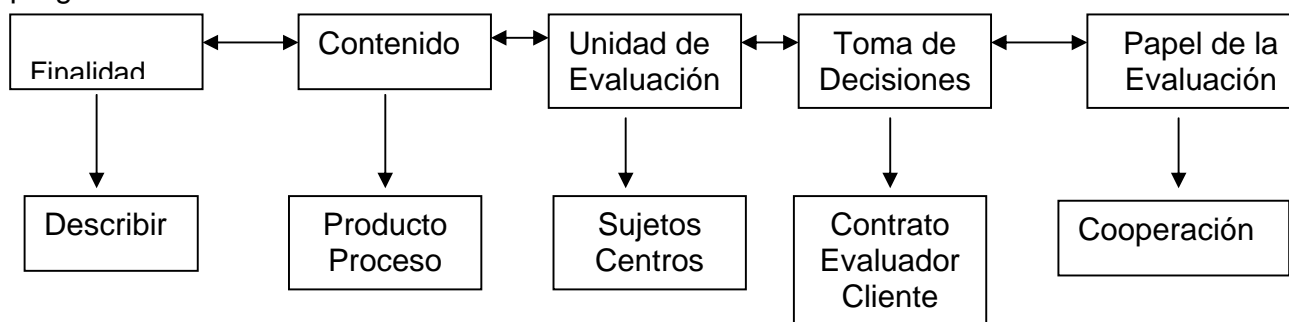 Finalidad
Contenido
Unidad de
Evaluación
Toma de
Decisiones
Papel de la
Evaluación
Describir
Producto
Proceso
Sujetos
Centros
Contrato
Evaluador
Cliente
Cooperación